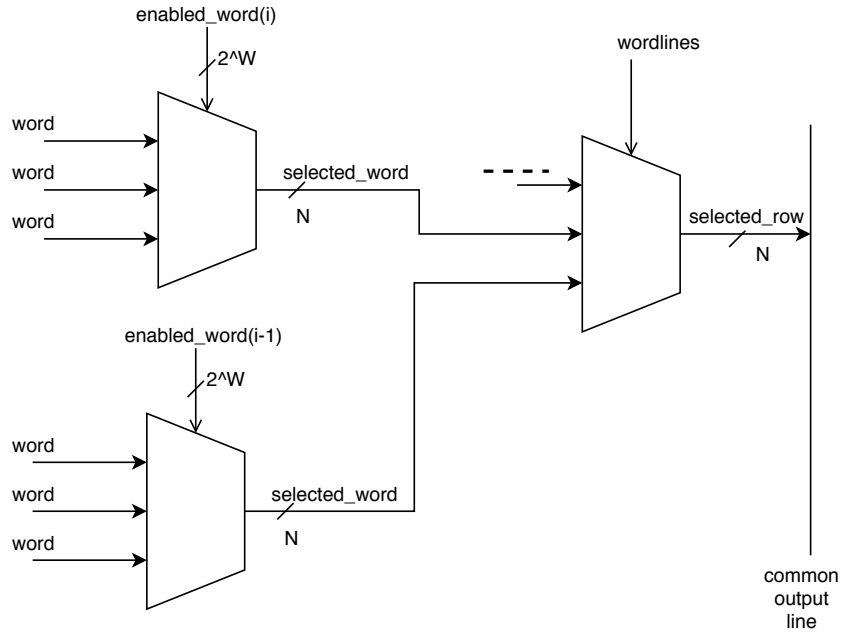 enabled_word(i)
2^W
wordlines
word
word
word
selected_word
N
selected_row
N
enabled_word(i-1)
2^W
word
word
word
selected_word
N
common
output
line